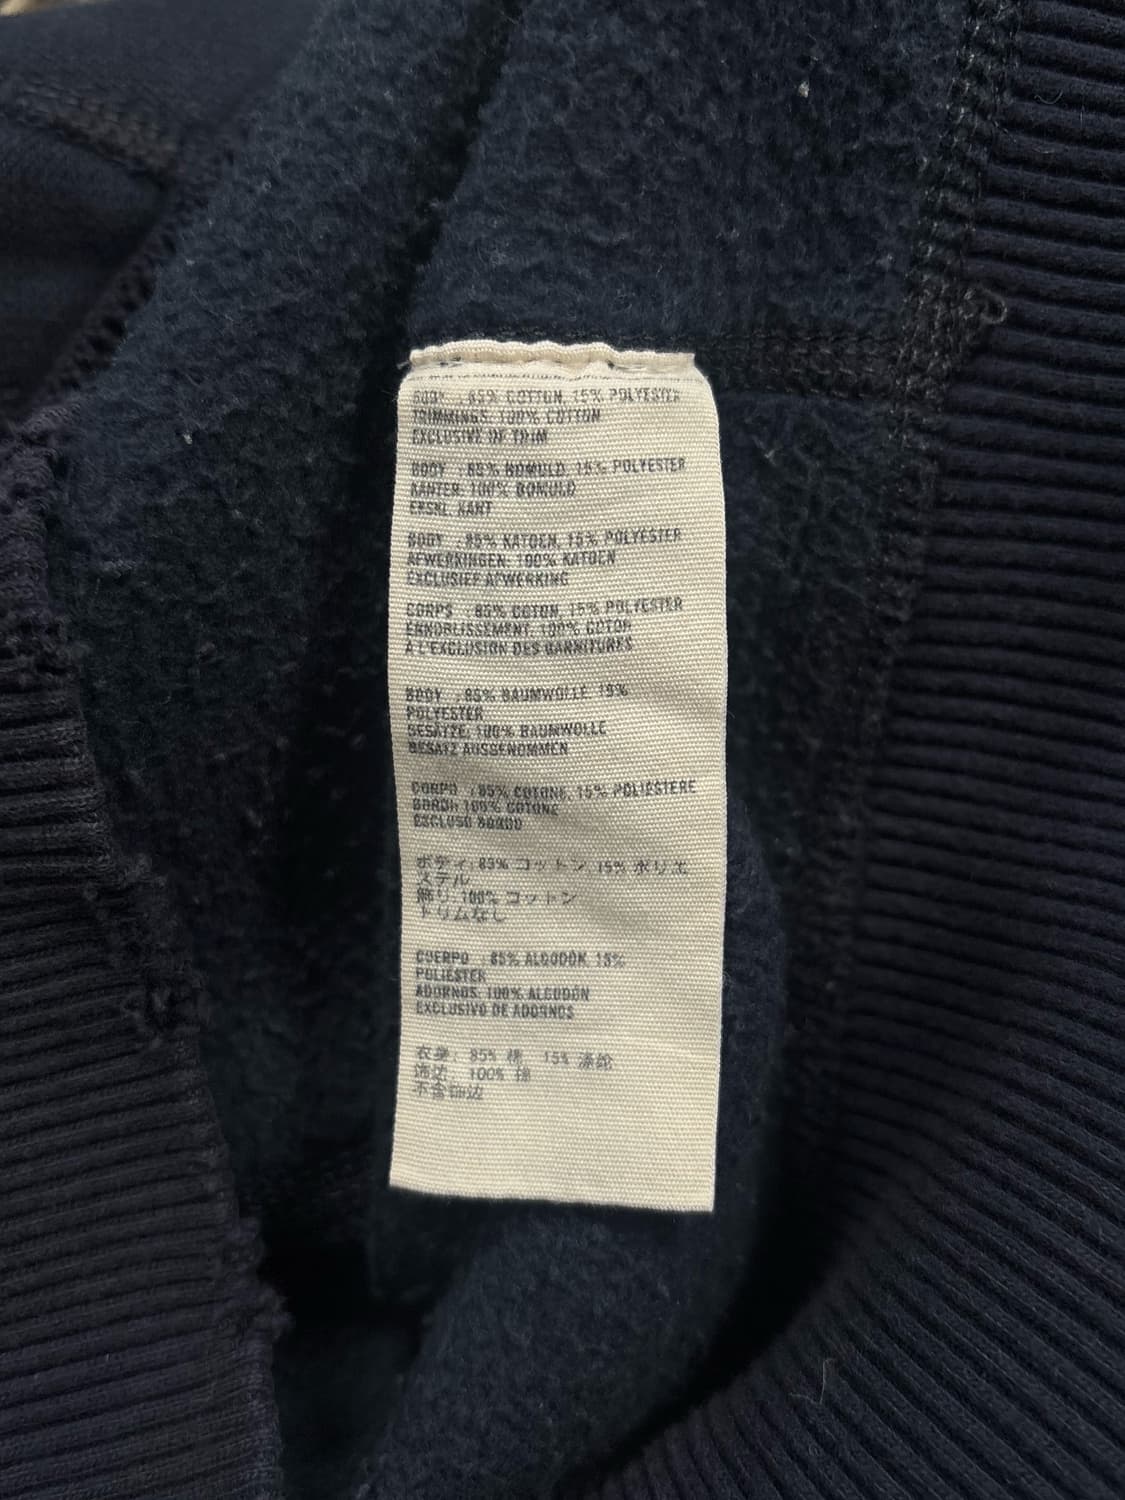 BODY : 85% COTTON, 15% POLYESTER
TRIMMINGS: 100% COTTON
EXCLUSIVE OF TRIM
BODY : 85% BOMULD, 15% POLYESTER
KANTER: 100% BOMULD
EKSKL. KANT
BODY : 85% KATOEN, 15% POLYESTER
AFWERKINGEN: 100% KATOEN
EXCLUSIEF AFWERKING
CORPS : 85% COTON, 15% POLYESTER
ENNOBLISSEMENT: 100% COTON
À L'EXCLUSION DES GARNITURES
BODY : 85% BAUMWOLLE 15%
POLYESTER
BESÄTZE: 100% BAUMWOLLE
BESATZ AUSGENOMMEN
CORPO : 85% COTONE, 15% POLIESTERE
BORDI: 100% COTONE
ESCLUSO BORDO
ボディ: 85% コットン, 15% ポリエ
ステル
飾り: 100% コットン
トリムなし
CUERPO : 85% ALGODÓN, 15%
POLIÉSTER
ADORNOS: 100% ALGODÓN
EXCLUSIVO DE ADORNOS
衣身: 85% 棉, 15% 涤纶
饰边: 100% 棉
不含饰边